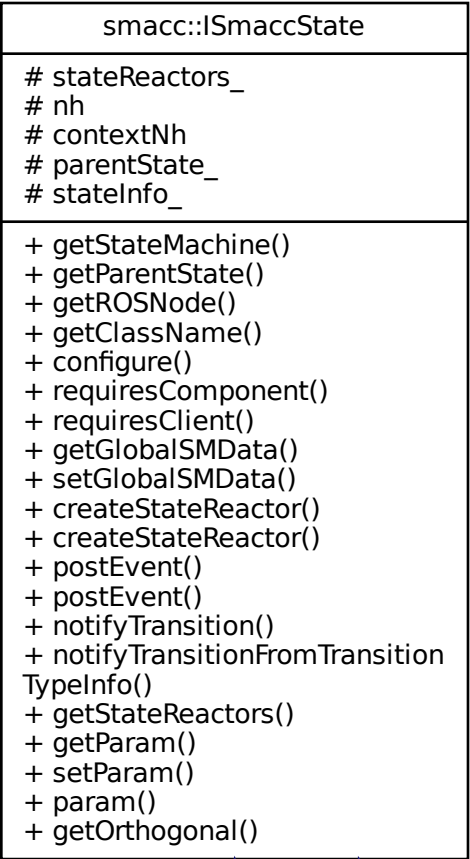 smacc::ISmaccState
# stateReactors_
# nh
# contextNh
# parentState_
# stateInfo_
+ getStateMachine()
+ getParentState()
+ getROSNode()
+ getClassName()
+ configure()
+ requiresComponent()
+ requiresClient()
+ getGlobalSMData()
+ setGlobalSMData()
+ createStateReactor()
+ createStateReactor()
+ postEvent()
+ postEvent()
+ notifyTransition()
+ notifyTransitionFromTransition
TypeInfo()
+ getStateReactors()
+ getParam()
+ setParam()
+ param()
+ getOrthogonal()